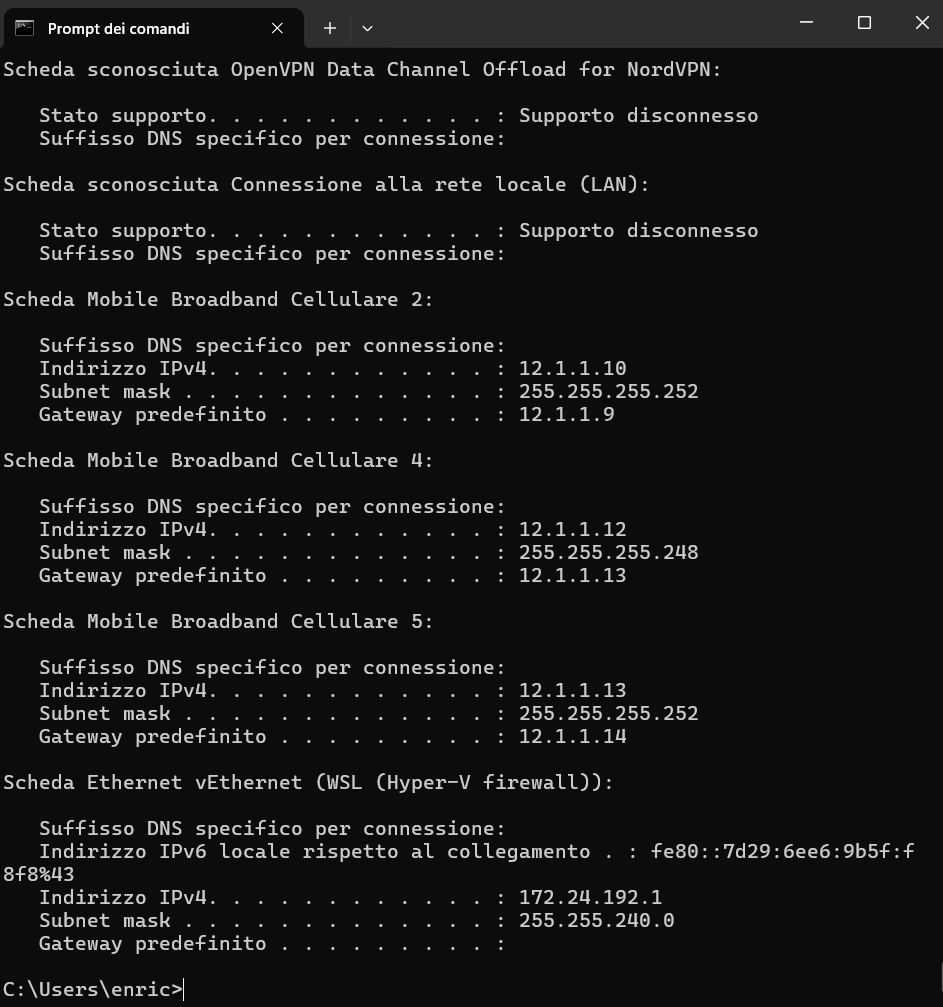 Prompt dei comandi
Scheda sconosciuta OpenVPN Data Channel Offload for NordVPN:
Stato supporto. . . . . . . . . . . . : Supporto disconnesso
Suffisso DNS specifico per connessione:
Scheda sconosciuta Connessione alla rete locale (LAN):
Stato supporto. . . . . . . . . . . . : Supporto disconnesso
Suffisso DNS specifico per connessione:
Scheda Mobile Broadband Cellulare 2:
Suffisso DNS specifico per connessione:
Indirizzo IPv4. . . . . . . . . . . . : 12.1.1.10
Subnet mask . . . . . . . . . . . . . : 255.255.255.252
Gateway predefinito . . . . . . . . . : 12.1.1.9
Scheda Mobile Broadband Cellulare 4:
Suffisso DNS specifico per connessione:
Indirizzo IPv4. . . . . . . . . . . . : 12.1.1.12
Subnet mask . . . . . . . . . . . . . : 255.255.255.248
Gateway predefinito . . . . . . . . . : 12.1.1.13
Scheda Mobile Broadband Cellulare 5:
Suffisso DNS specifico per connessione:
Indirizzo IPv4. . . . . . . . . . . . : 12.1.1.13
Subnet mask . . . . . . . . . . . . . : 255.255.255.252
Gateway predefinito . . . . . . . . . : 12.1.1.14
Scheda Ethernet vEthernet (WSL (Hyper-V firewall)):
Suffisso DNS specifico per connessione:
Indirizzo IPv6 locale rispetto al collegamento . : fe80::7d29:6ee6:9b5f:f
8f8%43
Indirizzo IPv4. . . . . . . . . . . . : 172.24.192.1
Subnet mask . . . . . . . . . . . . . : 255.255.240.0
Gateway predefinito . . . . . . . . . :
C:\Users\enric>